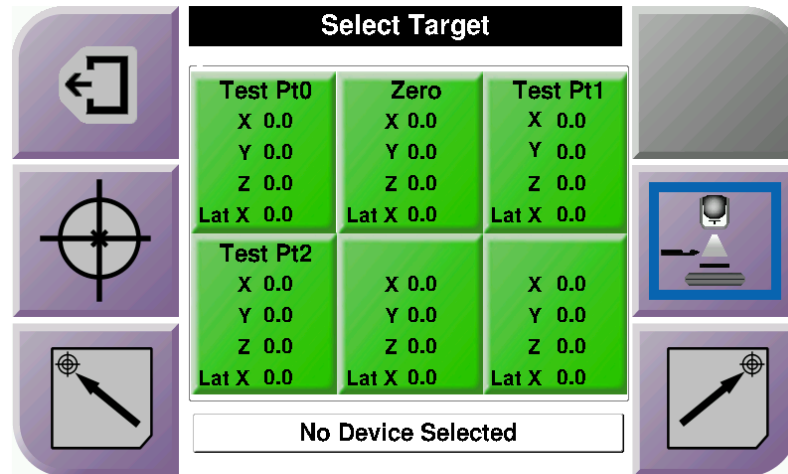 Select Target
Test Pt0 Zero Test Pt1
X 0.0 X 0.0 X 0.0
Y 0.0 Y 0.0 Y 0.0
Z 0.0 Z 0.0 Z 0.0
Lat X 0.0 Lat X 0.0 Lat X 0.0
Test Pt2
X 0.0 X 0.0 X 0.0
Y 0.0 Y 0.0 Y 0.0
Z 0.0 Z 0.0 Z 0.0
Lat X 0.0 Lat X 0.0 Lat X 0.0
No Device Selected